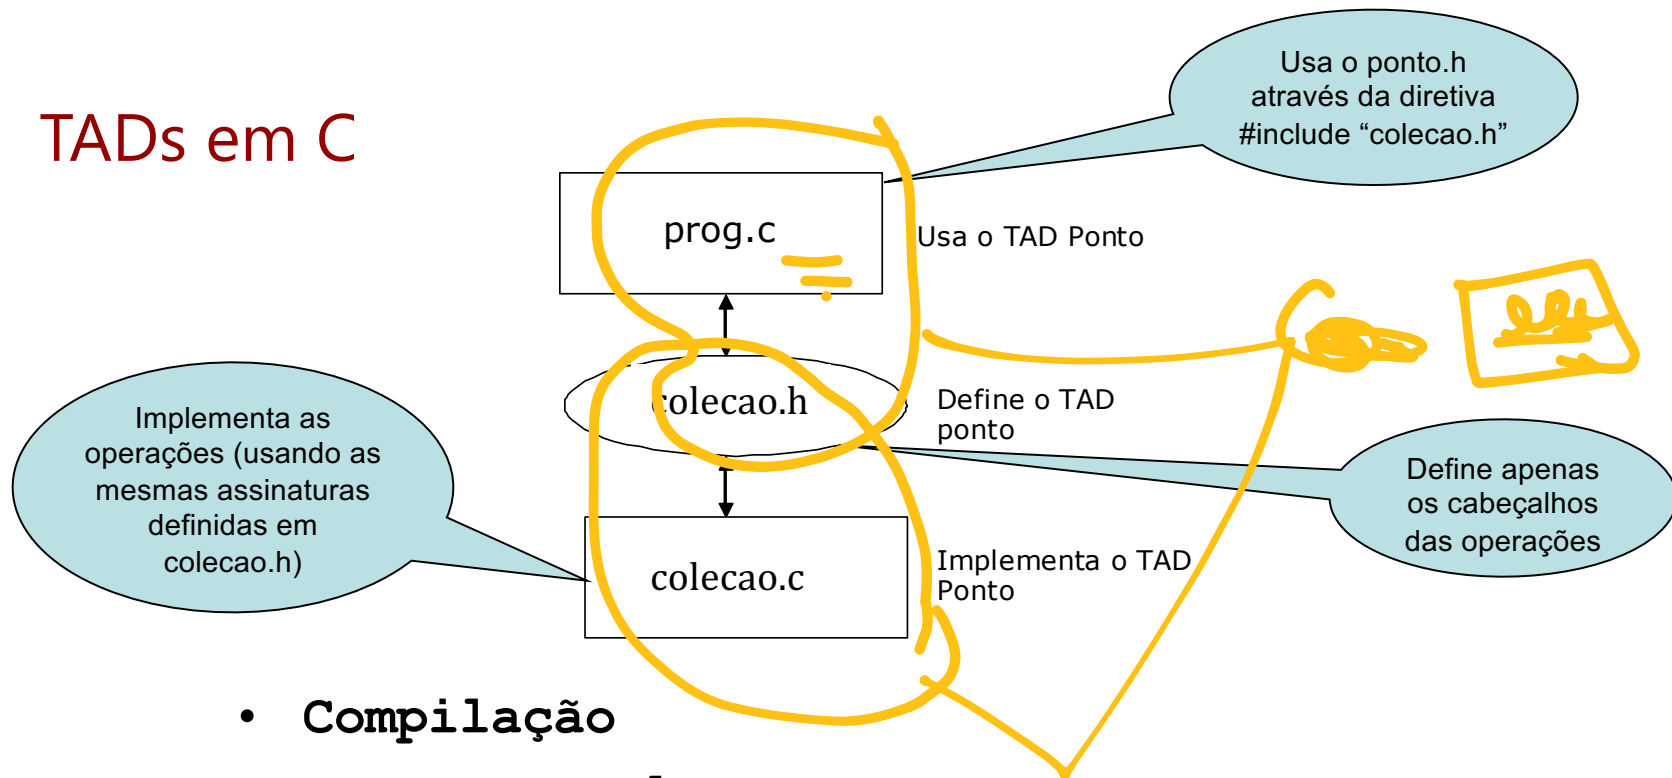 TADs em C
Usa o ponto.h
através da diretiva
#include “colecao.h”
prog.c
Usa o TAD Ponto
colecao.h
Define o TAD
ponto
Implementa as
operações (usando as
mesmas assinaturas
definidas em
colecao.h)
Define apenas
os cabeçalhos
das operações
colecao.c
Implementa o TAD
Ponto
• Compilação